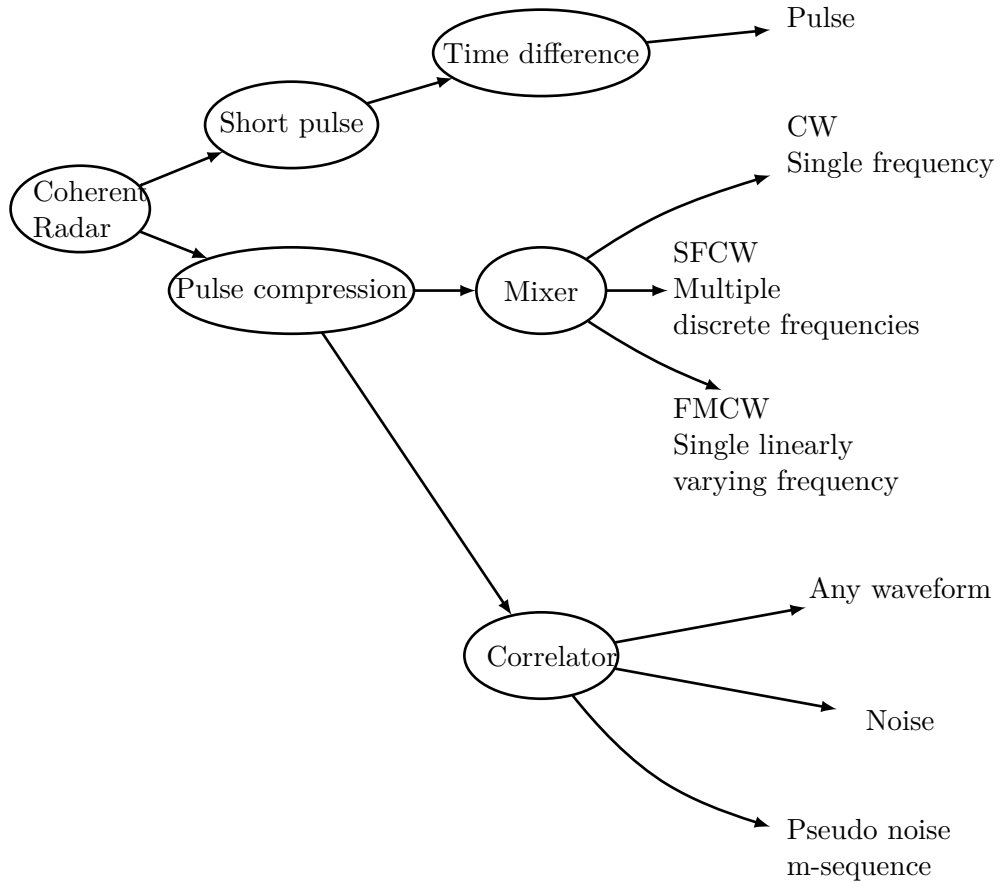 Pulse
Time difference
Short pulse
CW
Single frequency
Coherent
Radar
SFCW
Multiple
discrete frequencies
Pulse compression
Mixer
FMCW
Single linearly
varying frequency
Any waveform
Correlator
Noise
Pseudo noise
m-sequence